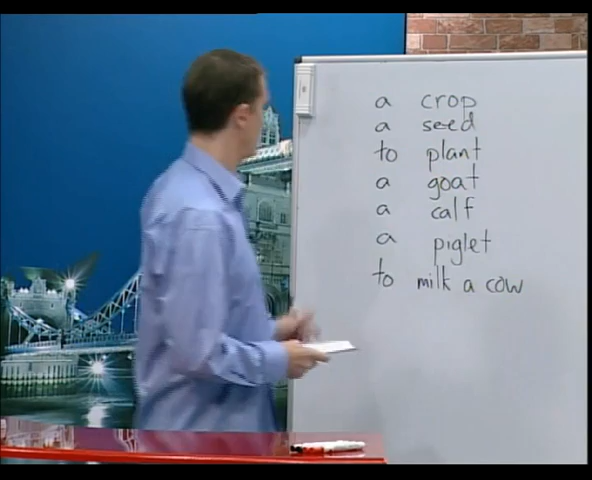 a crop
a seed
to plant
a goat
a calf
a piglet
to milk a cow